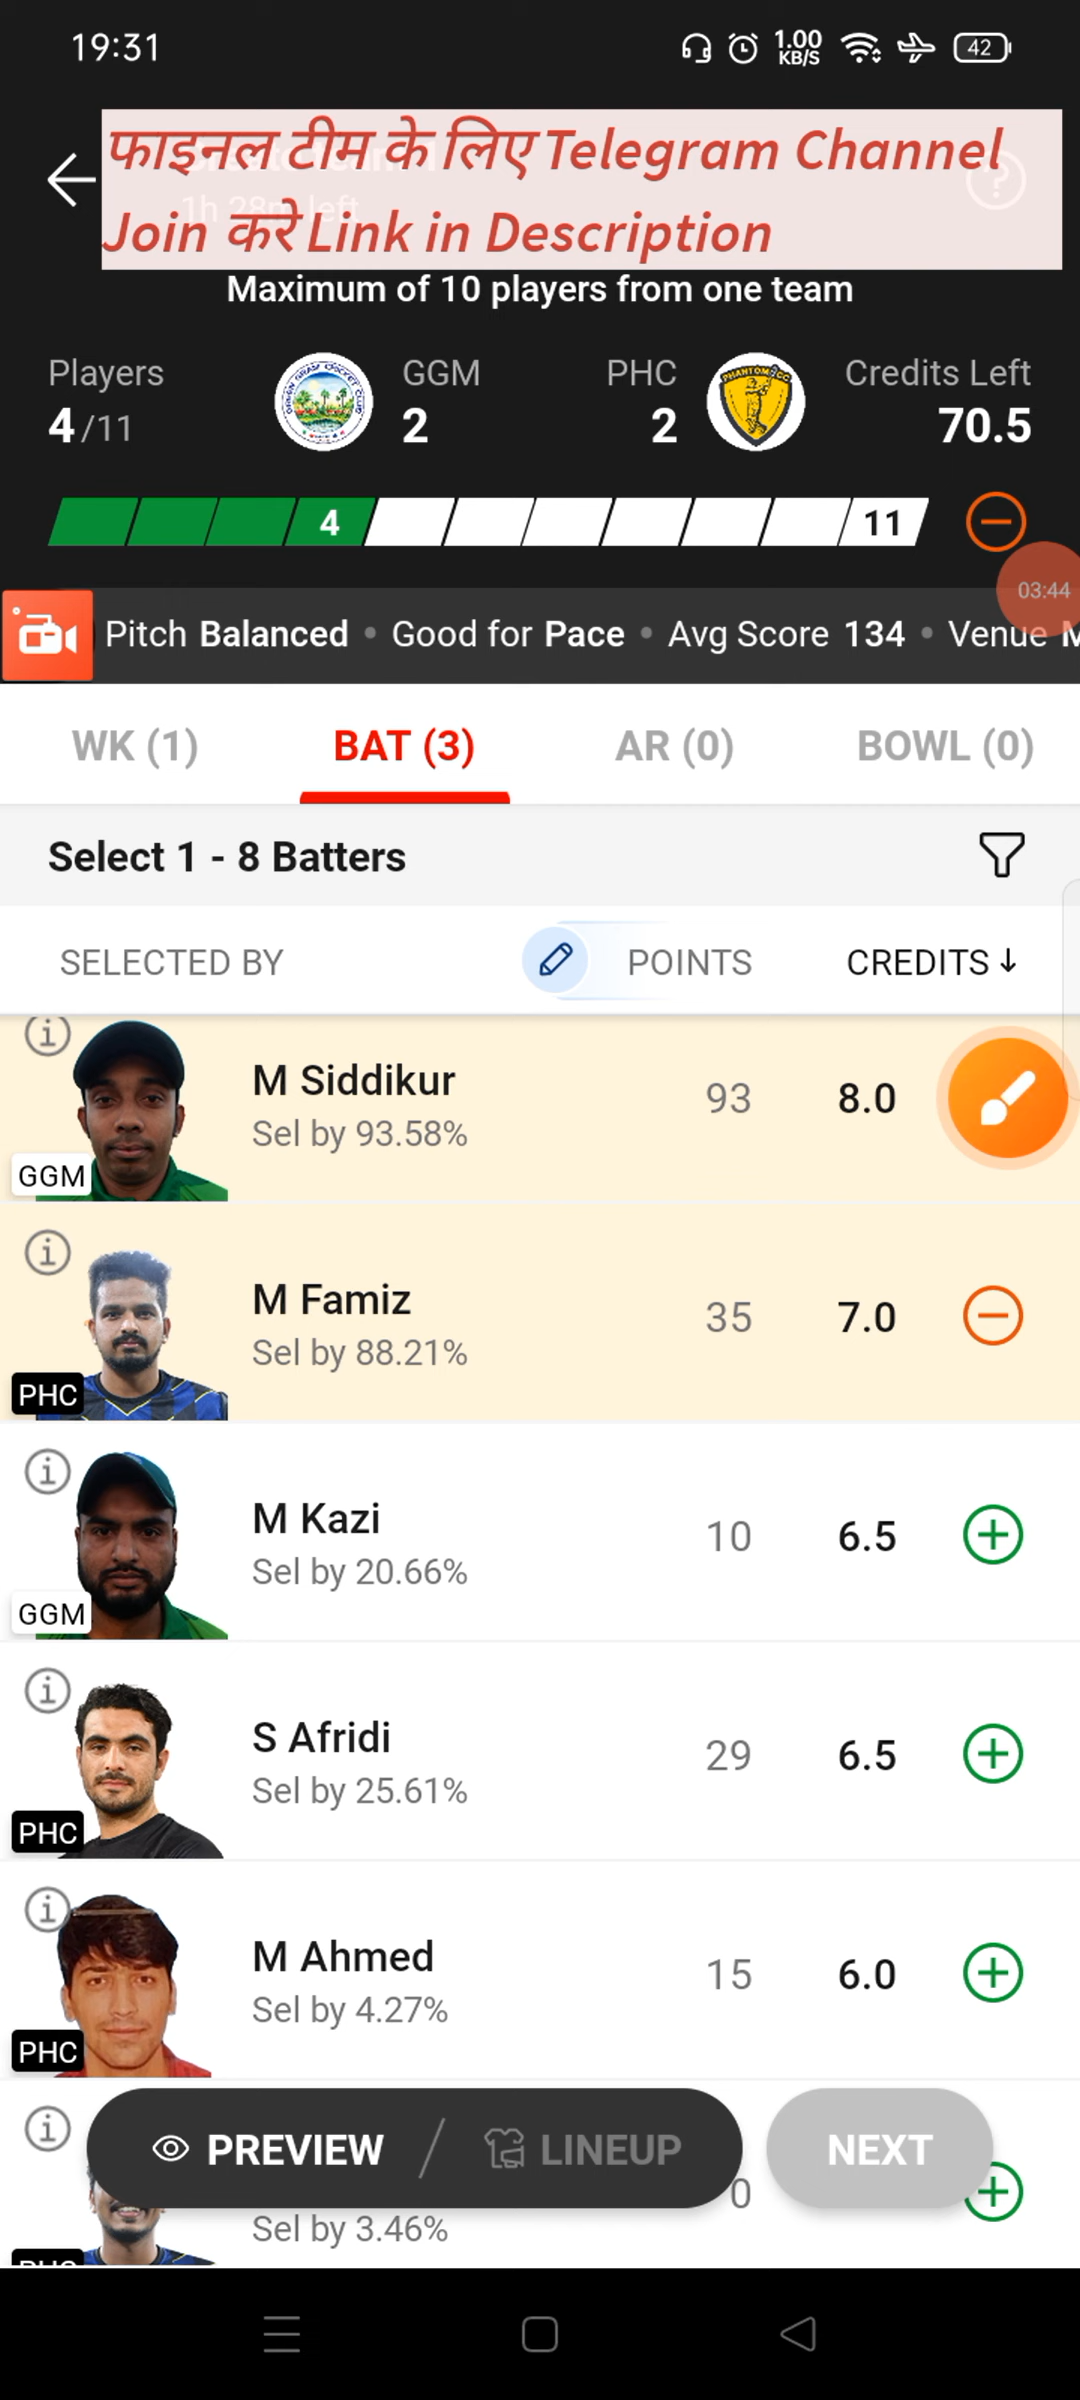 19:31
1.00
KB/S
42
फाइनल टीम के लिए Telegram Channel
Join करे Link in Description
1h 28m left
Maximum of 10 players from one team
Players
4/11
GGM
2
PHC
2
Credits Left
70.5
4
11
03:44
Pitch Balanced • Good for Pace • Avg Score 134 • Venue M
WK (1)
BAT (3)
AR (0)
BOWL (0)
Select 1 - 8 Batters
SELECTED BY
POINTS
CREDITS ↓
M Siddikur
93
8.0
Sel by 93.58%
GGM
M Famiz
35
7.0
Sel by 88.21%
PHC
M Kazi
10
6.5
Sel by 20.66%
GGM
S Afridi
29
6.5
Sel by 25.61%
PHC
M Ahmed
15
6.0
Sel by 4.27%
PHC
PREVIEW / LINEUP
NEXT
0
Sel by 3.46%
PHC